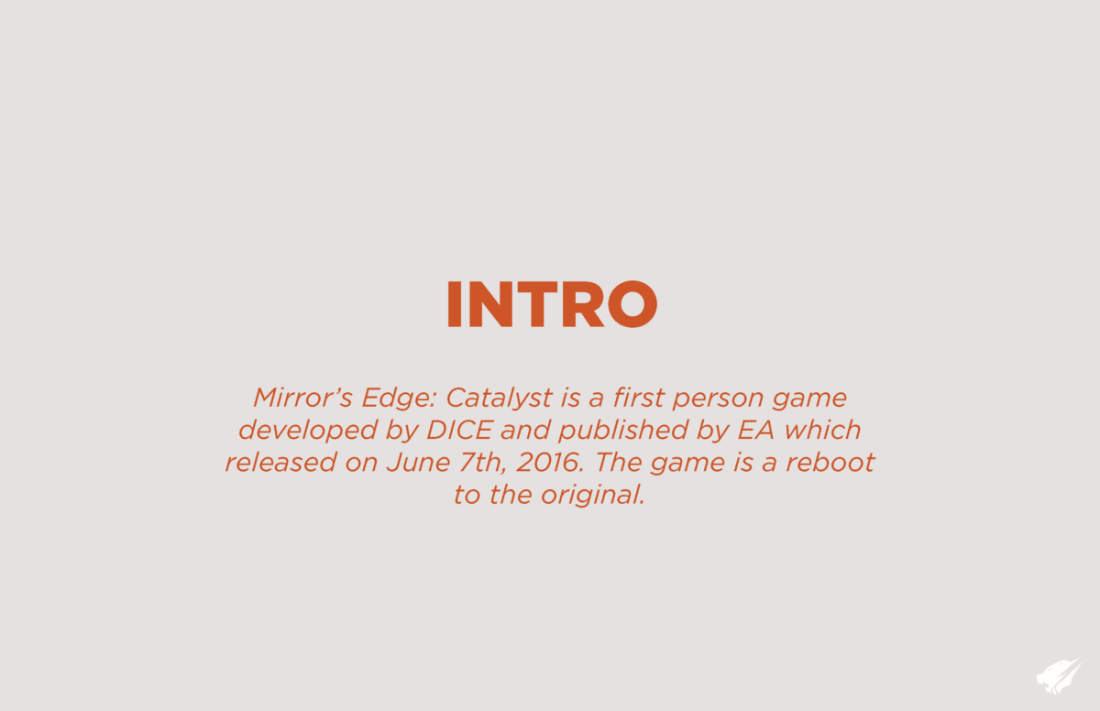 INTRO
Mirror’s Edge: Catalyst is a first person game
developed by DICE and published by EA which
released on June 7th, 2016. The game is a reboot
to the original.